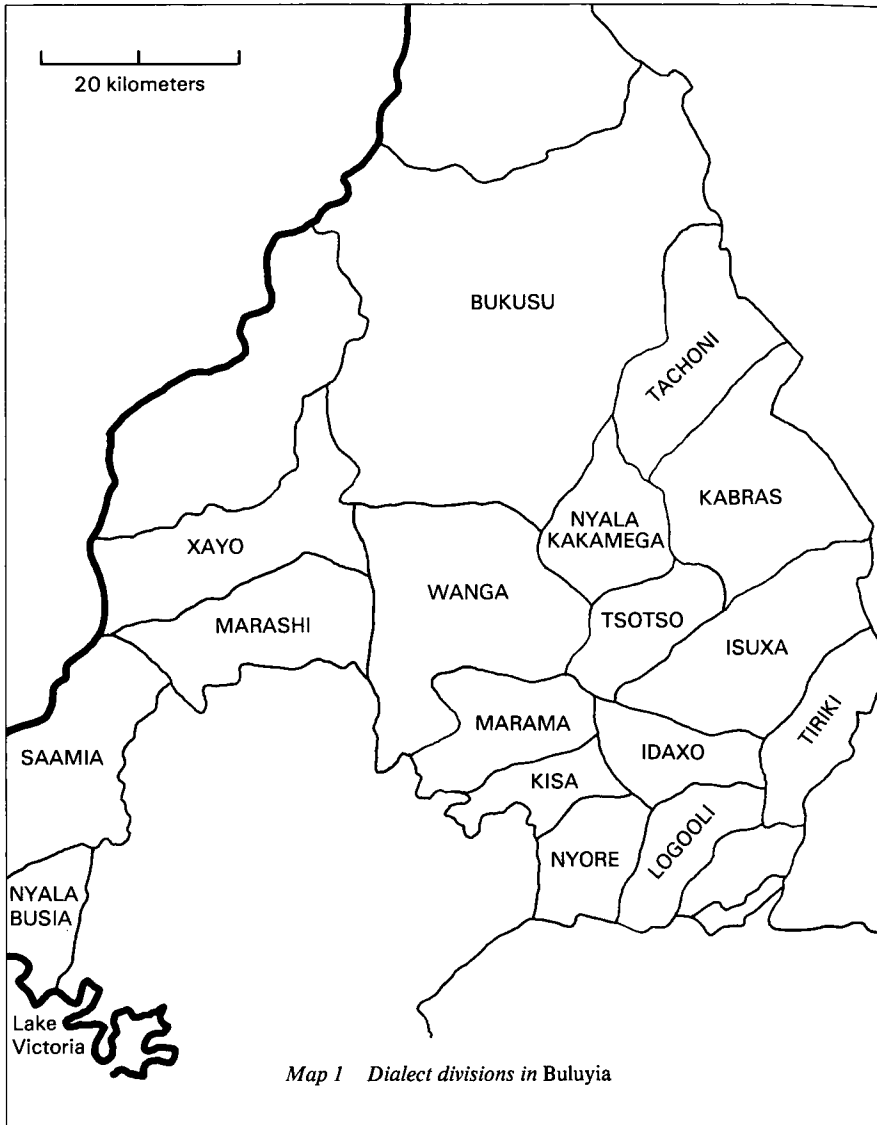 20 kilometers
BUKUSU
TACHONI
KABRAS
NYALA
KAKAMEGA
XAYO
WANGA
TSOTSO
MARASHI
ISUXA
TIRIKI
MARAMA
IDAXO
SAAMIA
KISA
LOGOOLI
NYORE
NYALA
BUSIA
Lake
Victoria
Map 1 Dialect divisions in Buluyia